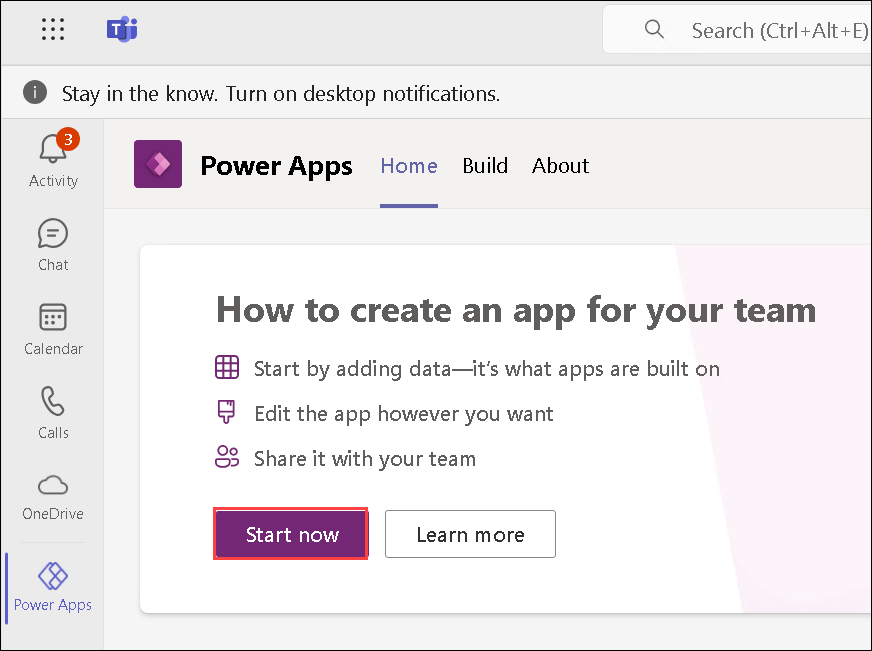 Search (Ctrl+Alt+E)
Stay in the know. Turn on desktop notifications.
3
Activity
Chat
Calendar
Calls
OneDrive
Power Apps
Power Apps Home Build About
How to create an app for your team
Start by adding data—it's what apps are built on
Edit the app however you want
Share it with your team
Start now Learn more